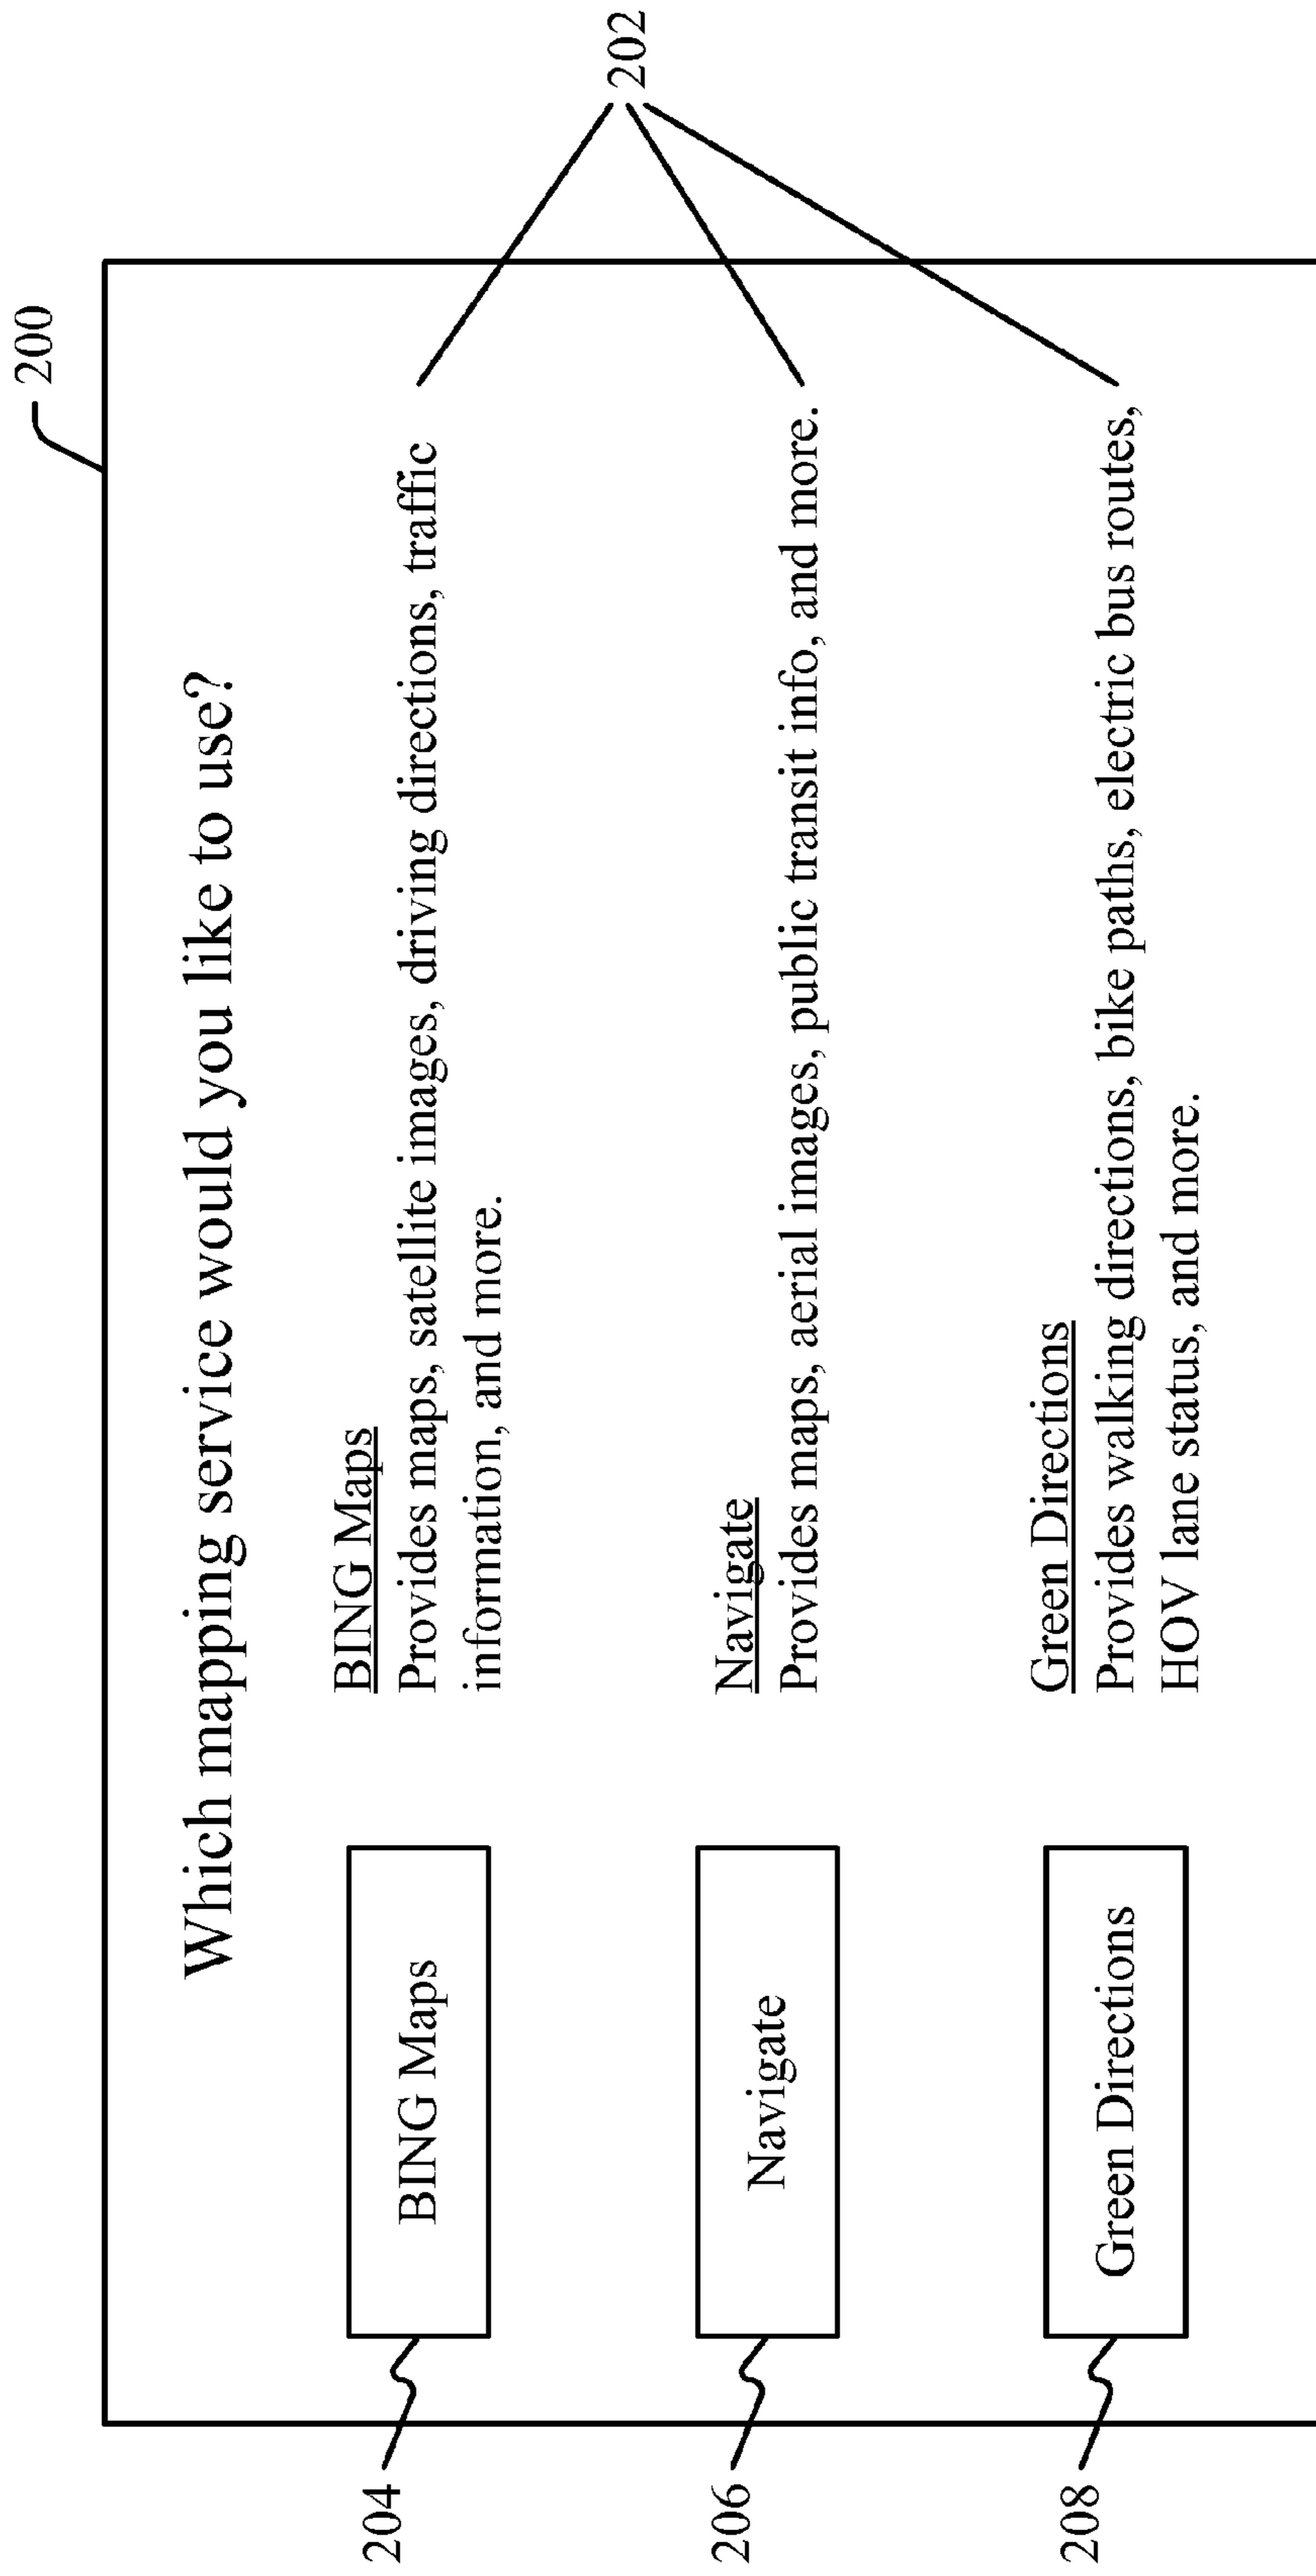 200
Which mapping service would you like to use?
204
BING Maps
BING Maps
Provides maps, satellite images, driving directions, traffic
information, and more.
202
206
Navigate
Navigate
Provides maps, aerial images, public transit info, and more.
208
Green Directions
Green Directions
Provides walking directions, bike paths, electric bus routes,
HOV lane status, and more.